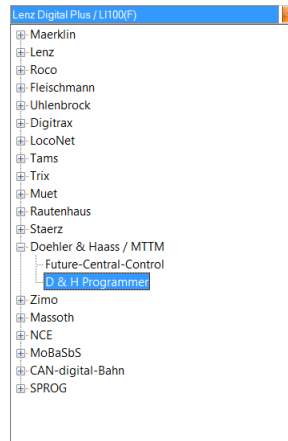 Lenz Digital Plus / LI100(F)
Maerklin
Lenz
Roco
Fleischmann
Uhlenbrock
Digitrax
LocoNet
Tams
Trix
Muet
Rautenhaus
Staerz
Doehler & Haass / MTTM
Future-Central-Control
D & H Programmer
Zimo
Massoth
NCE
MoBaSbS
CAN-digital-Bahn
SPROG